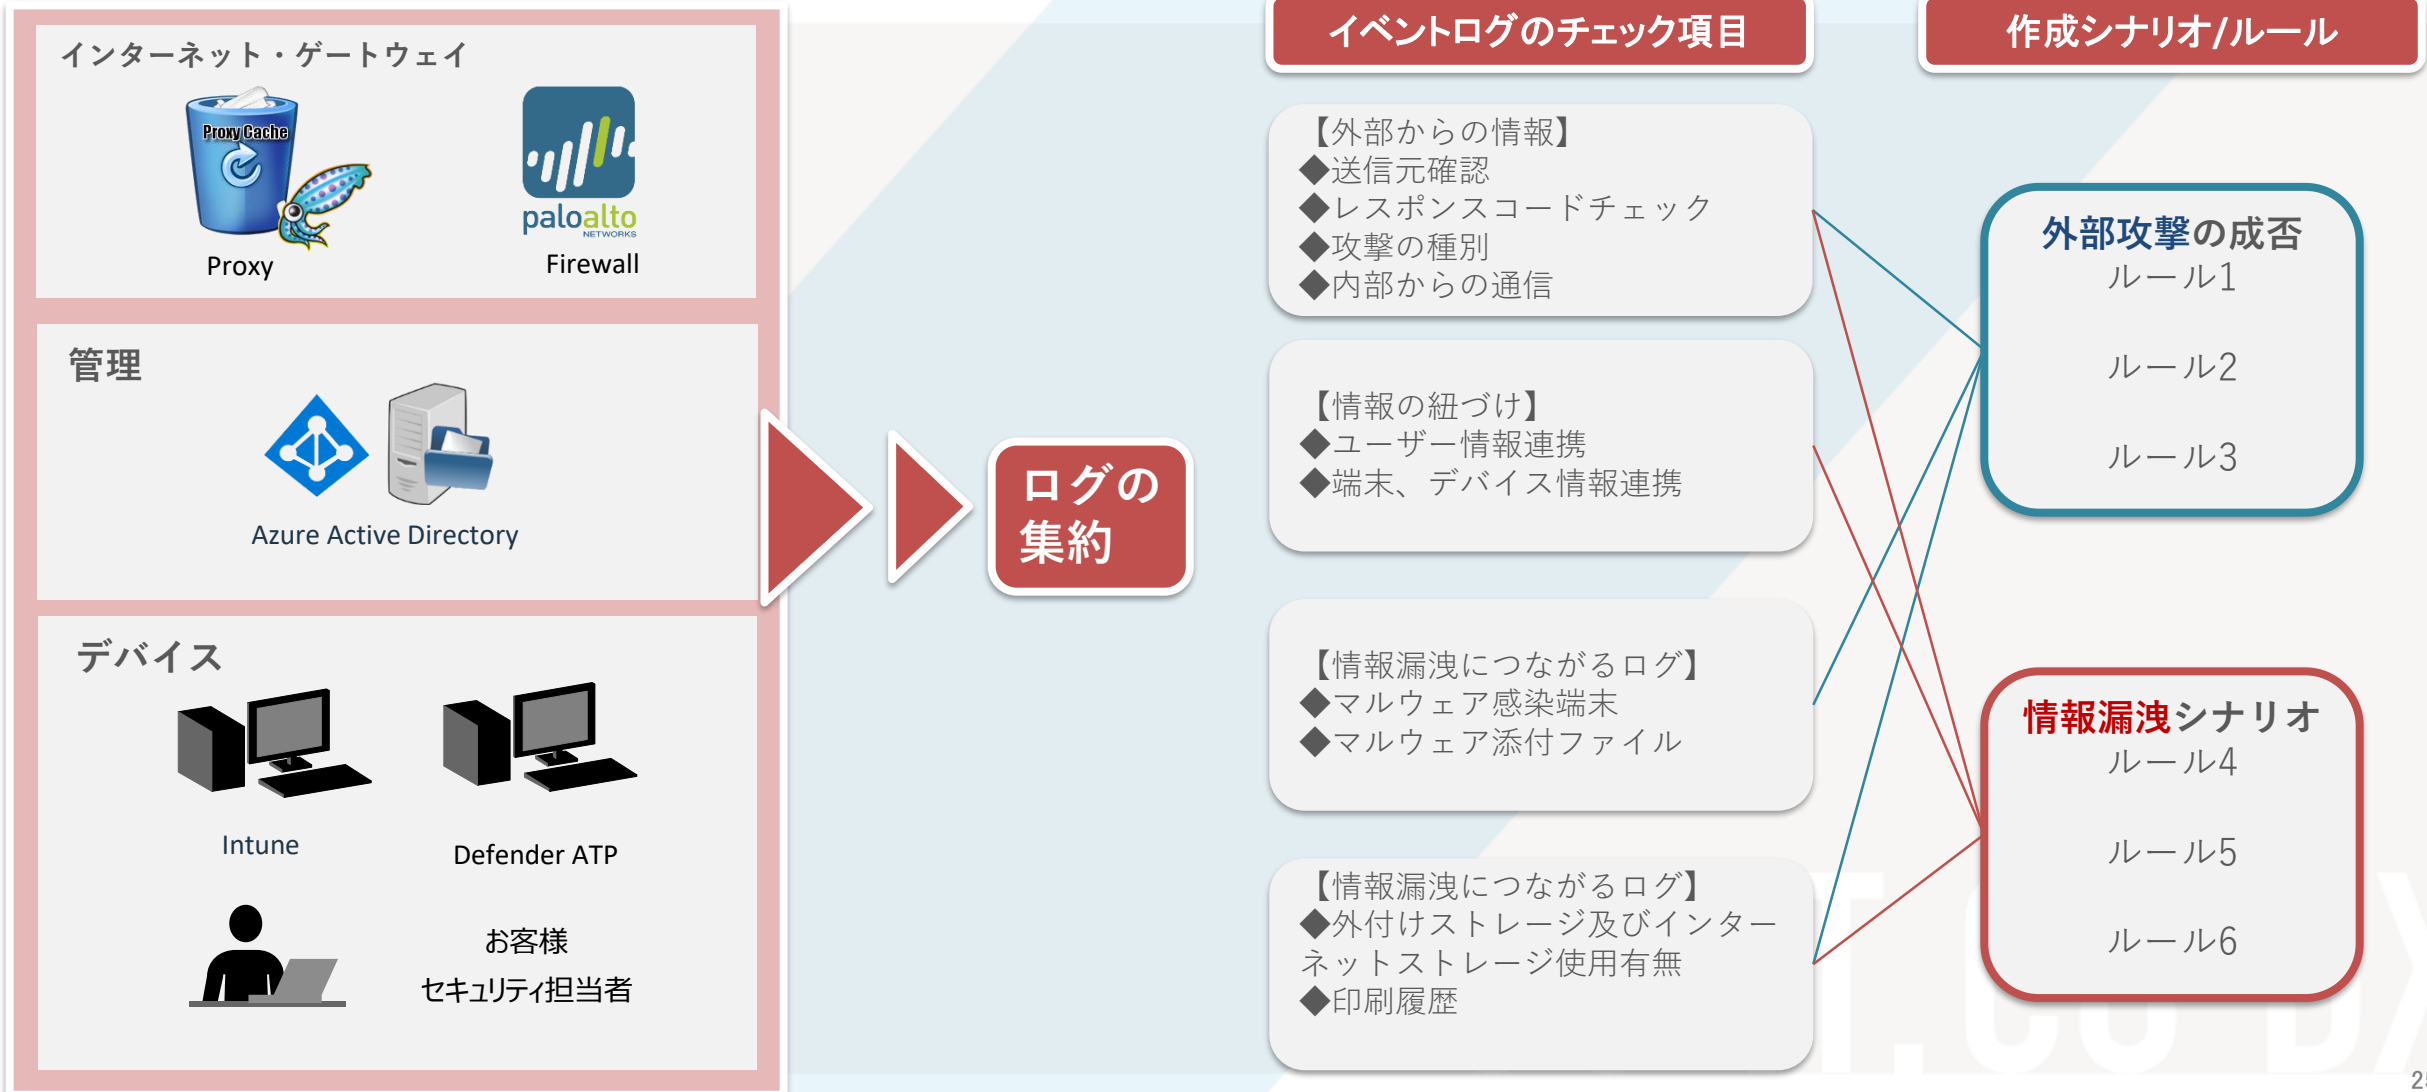 インターネット・ゲートウェイ
Proxy Cache
Proxy
paloalto
NETWORKS
Firewall
管理
Azure Active Directory
デバイス
Intune
Defender ATP
お客様
セキュリティ担当者
ログの
集約
イベントログのチェック項目
【外部からの情報】
◆送信元確認
◆レスポンスコードチェック
◆攻撃の種別
◆内部からの通信
【情報の紐づけ】
◆ユーザー情報連携
◆端末、デバイス情報連携
【情報漏洩につながるログ】
◆マルウェア感染端末
◆マルウェア添付ファイル
【情報漏洩につながるログ】
◆外付けストレージ及びインター
ネットストレージ使用有無
◆印刷履歴
作成シナリオ/ルール
外部攻撃の成否
ルール1
ルール2
ルール3
情報漏洩シナリオ
ルール4
ルール5
ルール6